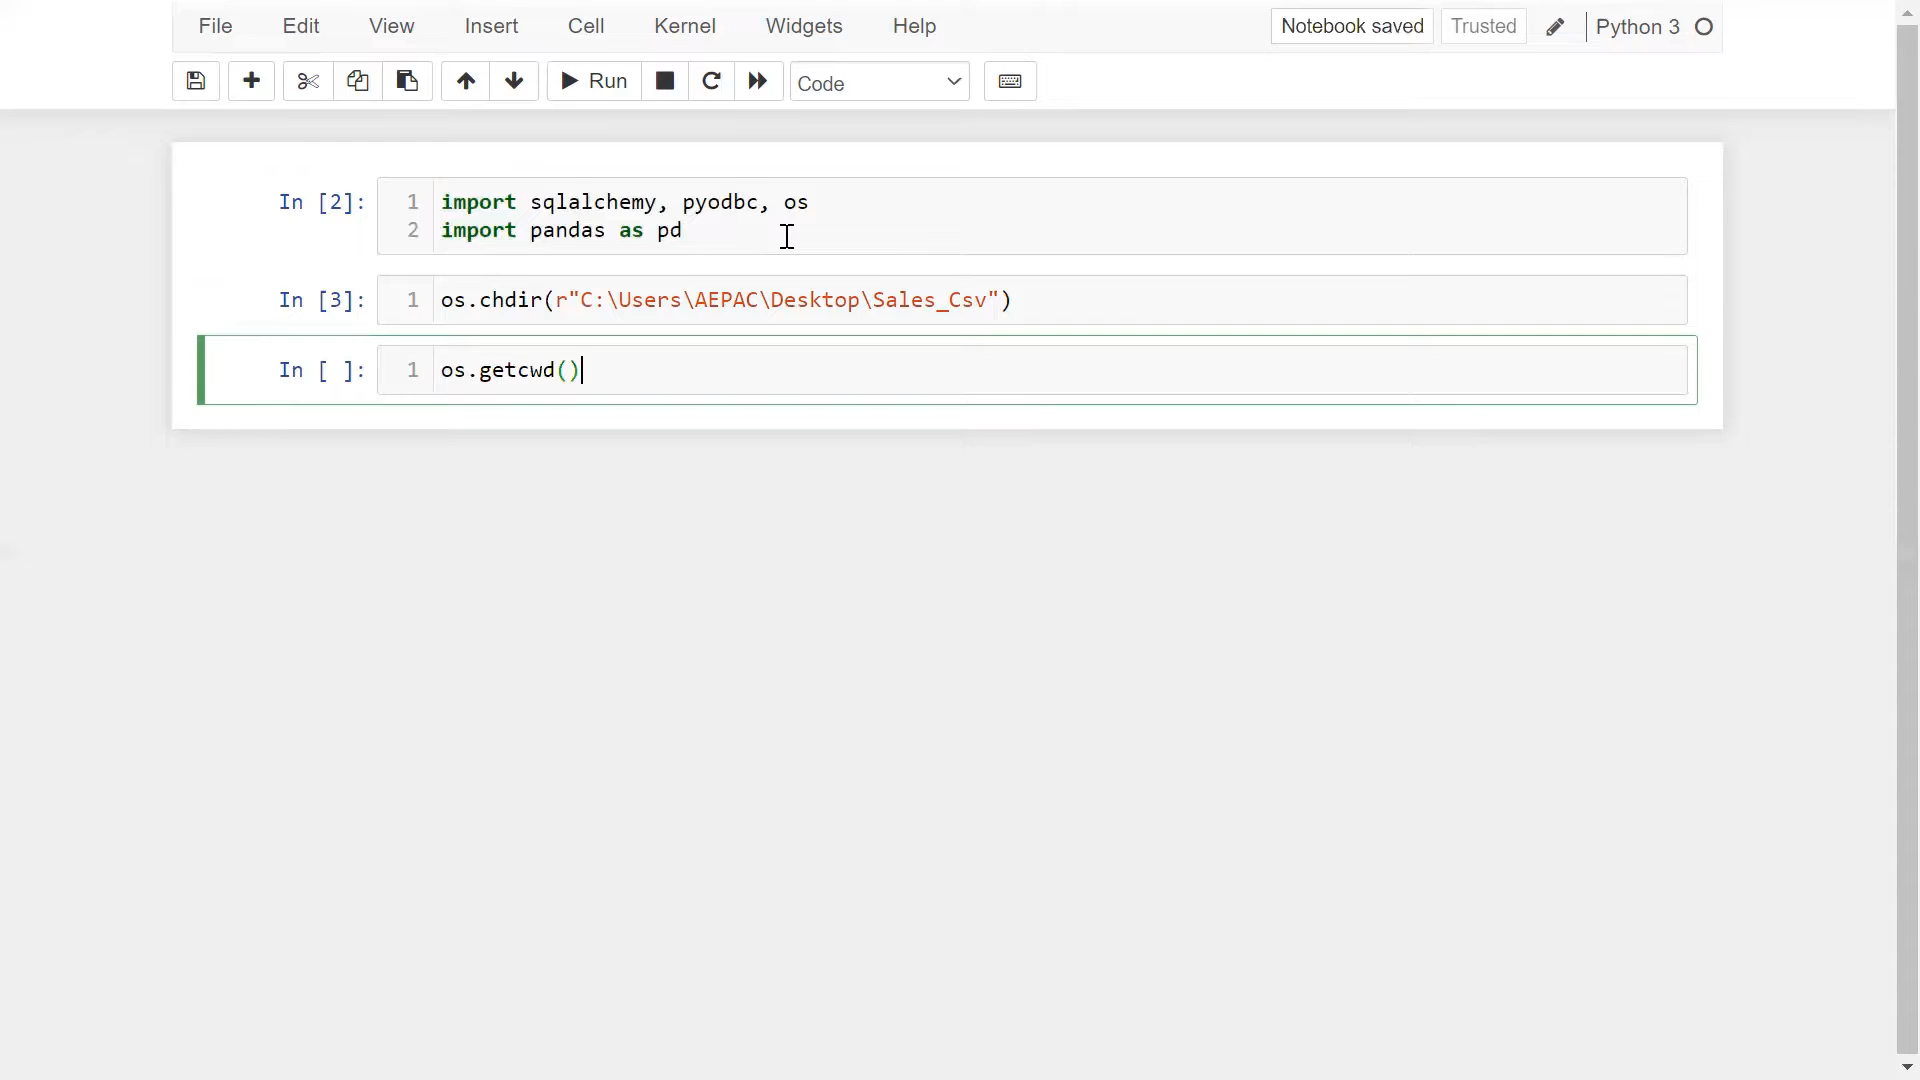 File Edit View Insert Cell Kernel Widgets Help Notebook saved Trusted Python 3
Run Code
In [2]: 1 import sqlalchemy, pyodbc, os
2 import pandas as pd
In [3]: 1 os.chdir(r"C:\Users\AEPAC\Desktop\Sales_Csv")
In [ ]: 1 os.getcwd()